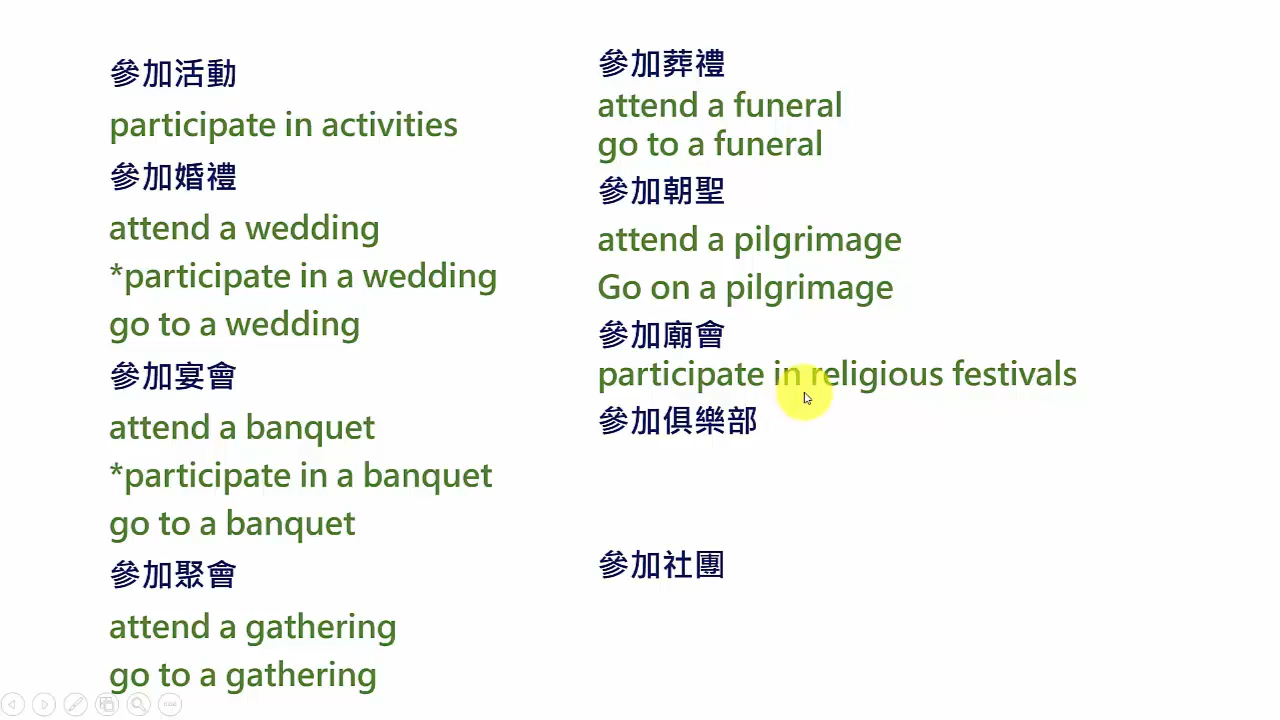 參加活動
participate in activities
參加婚禮
attend a wedding
*participate in a wedding
go to a wedding
參加宴會
attend a banquet
*participate in a banquet
go to a banquet
參加聚會
attend a gathering
go to a gathering
參加葬禮
attend a funeral
go to a funeral
參加朝聖
attend a pilgrimage
Go on a pilgrimage
參加廟會
participate in religious festivals
參加俱樂部
參加社團